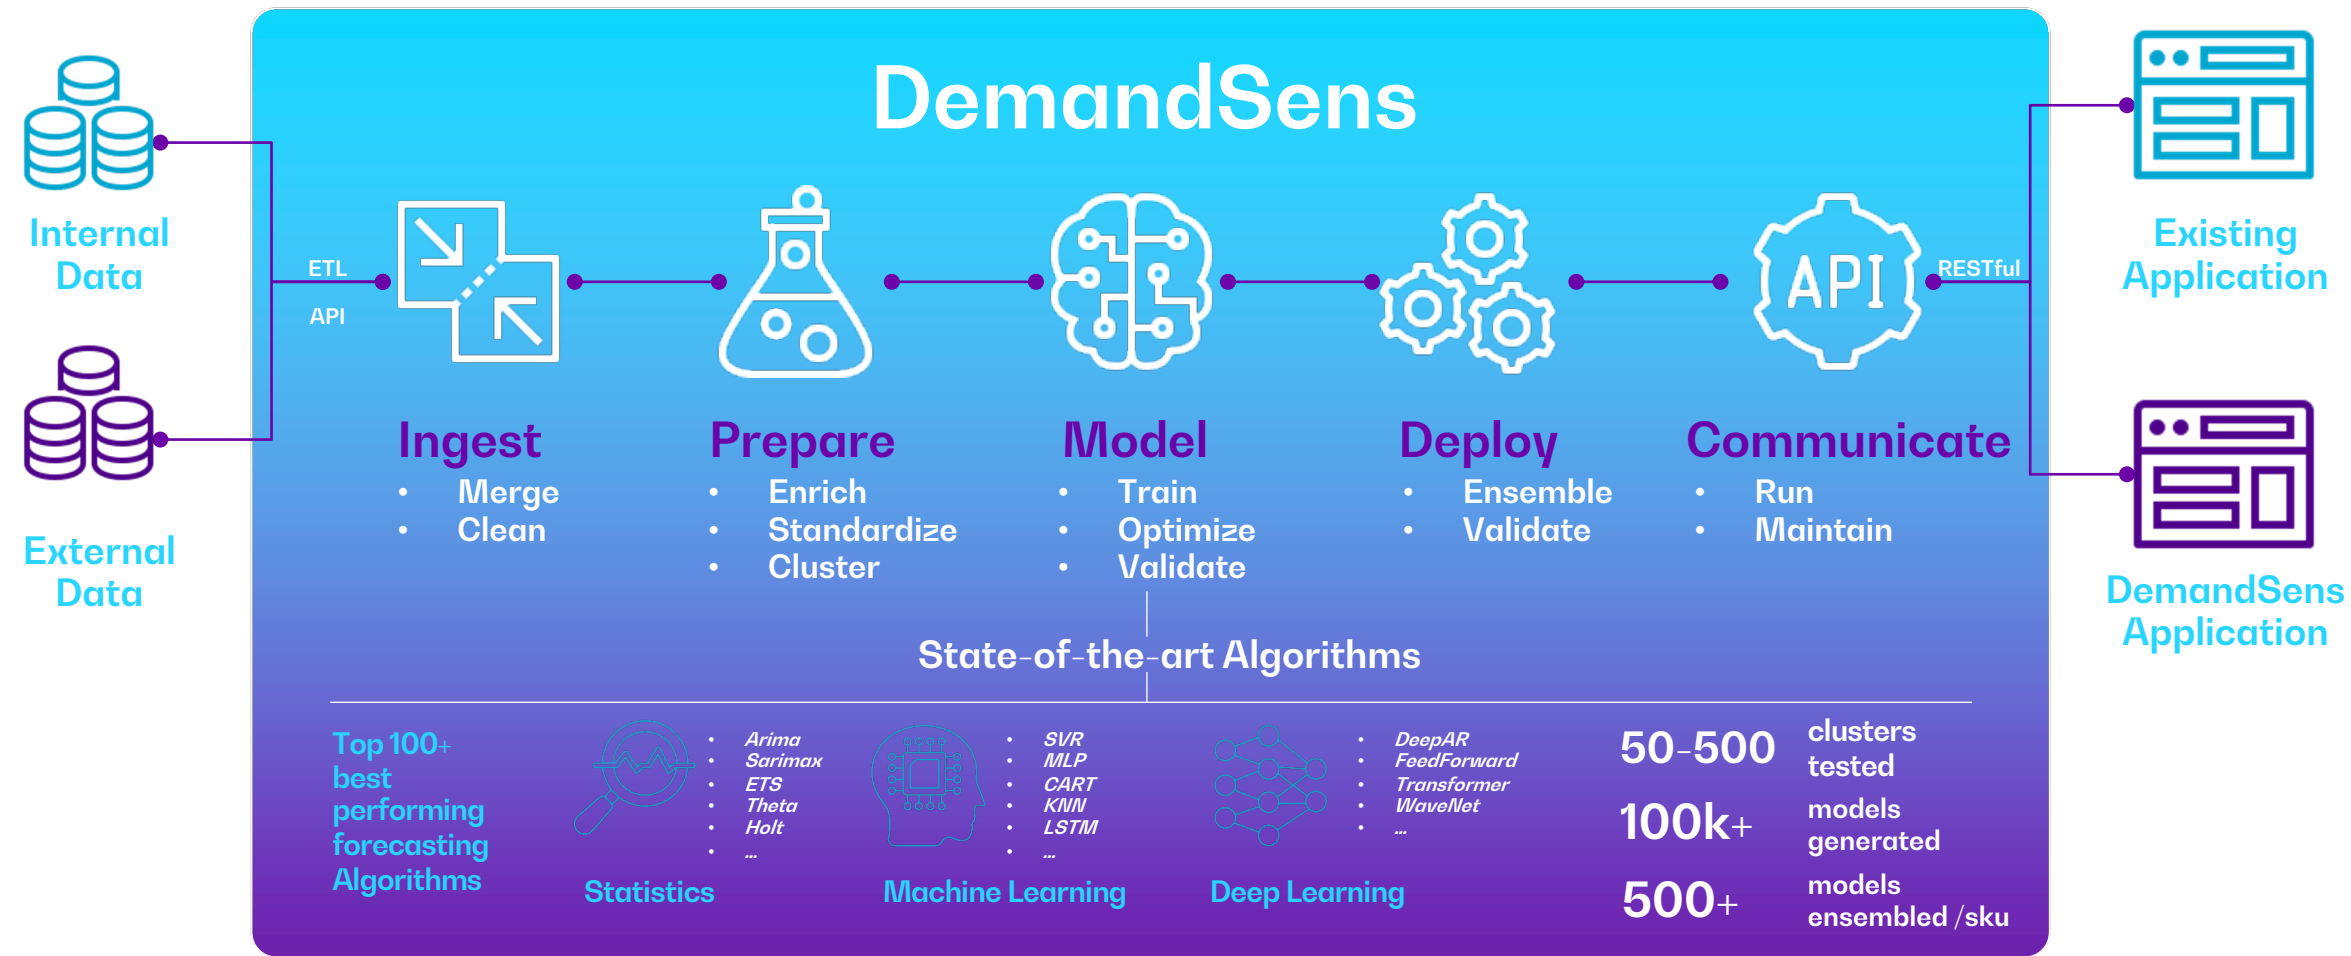 DemandSens
Internal
Data
External
Data
ETL
API
API
RESTful
Existing
Application
DemandSens
Application
Ingest
• Merge
• Clean
Prepare
• Enrich
• Standardize
• Cluster
Model
• Train
• Optimize
• Validate
Deploy
• Ensemble
• Validate
Communicate
• Run
• Maintain
State-of-the-art Algorithms
Top 100+
best
performing
forecasting
Algorithms
• Arima
• Sarimax
• ETS
• Theta
• Holt
• ...
Statistics
• SVR
• MLP
• CART
• KNN
• LSTM
• ...
Machine Learning
• DeepAR
• FeedForward
• Transformer
• WaveNet
• ...
Deep Learning
50-500 clusters
tested
100k+ models
generated
500+ models
ensembled /sku